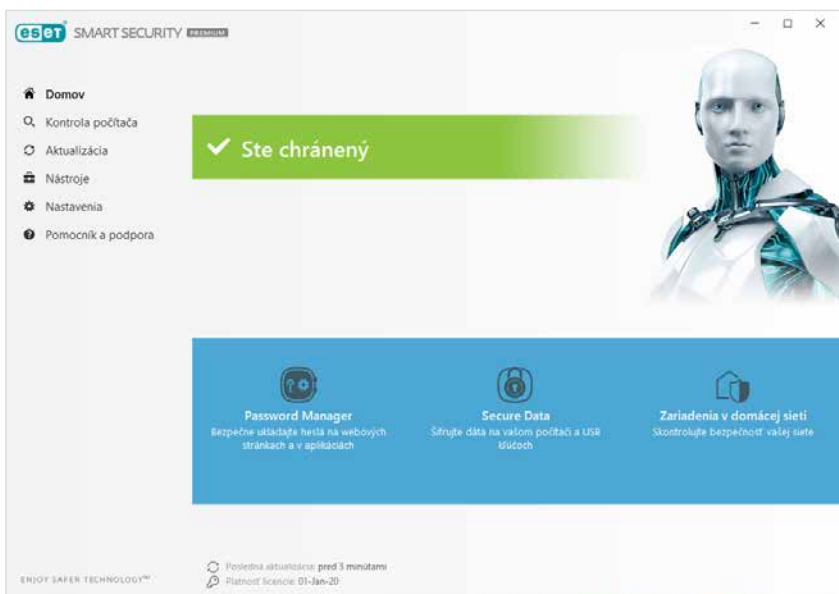 eset SMART SECURITY PREMIUM
Domov
Kontrola počítača
Aktualizácia
Nástroje
Nastavenia
Pomocník a podpora
Ste chránený
Password Manager
Bezpečne ukladajte heslá na webových
stránkach a v aplikáciách
Secure Data
Šifrujte dáta na vašom počítači a USB
kľúčoch
Zariadenia v domácej sieti
Skontrolujte bezpečnosť vašej siete
Posledná aktualizácia: pred 3 minútami
Platnosť licencie: 01-Jan-20
ENJOY SAFER TECHNOLOGY™